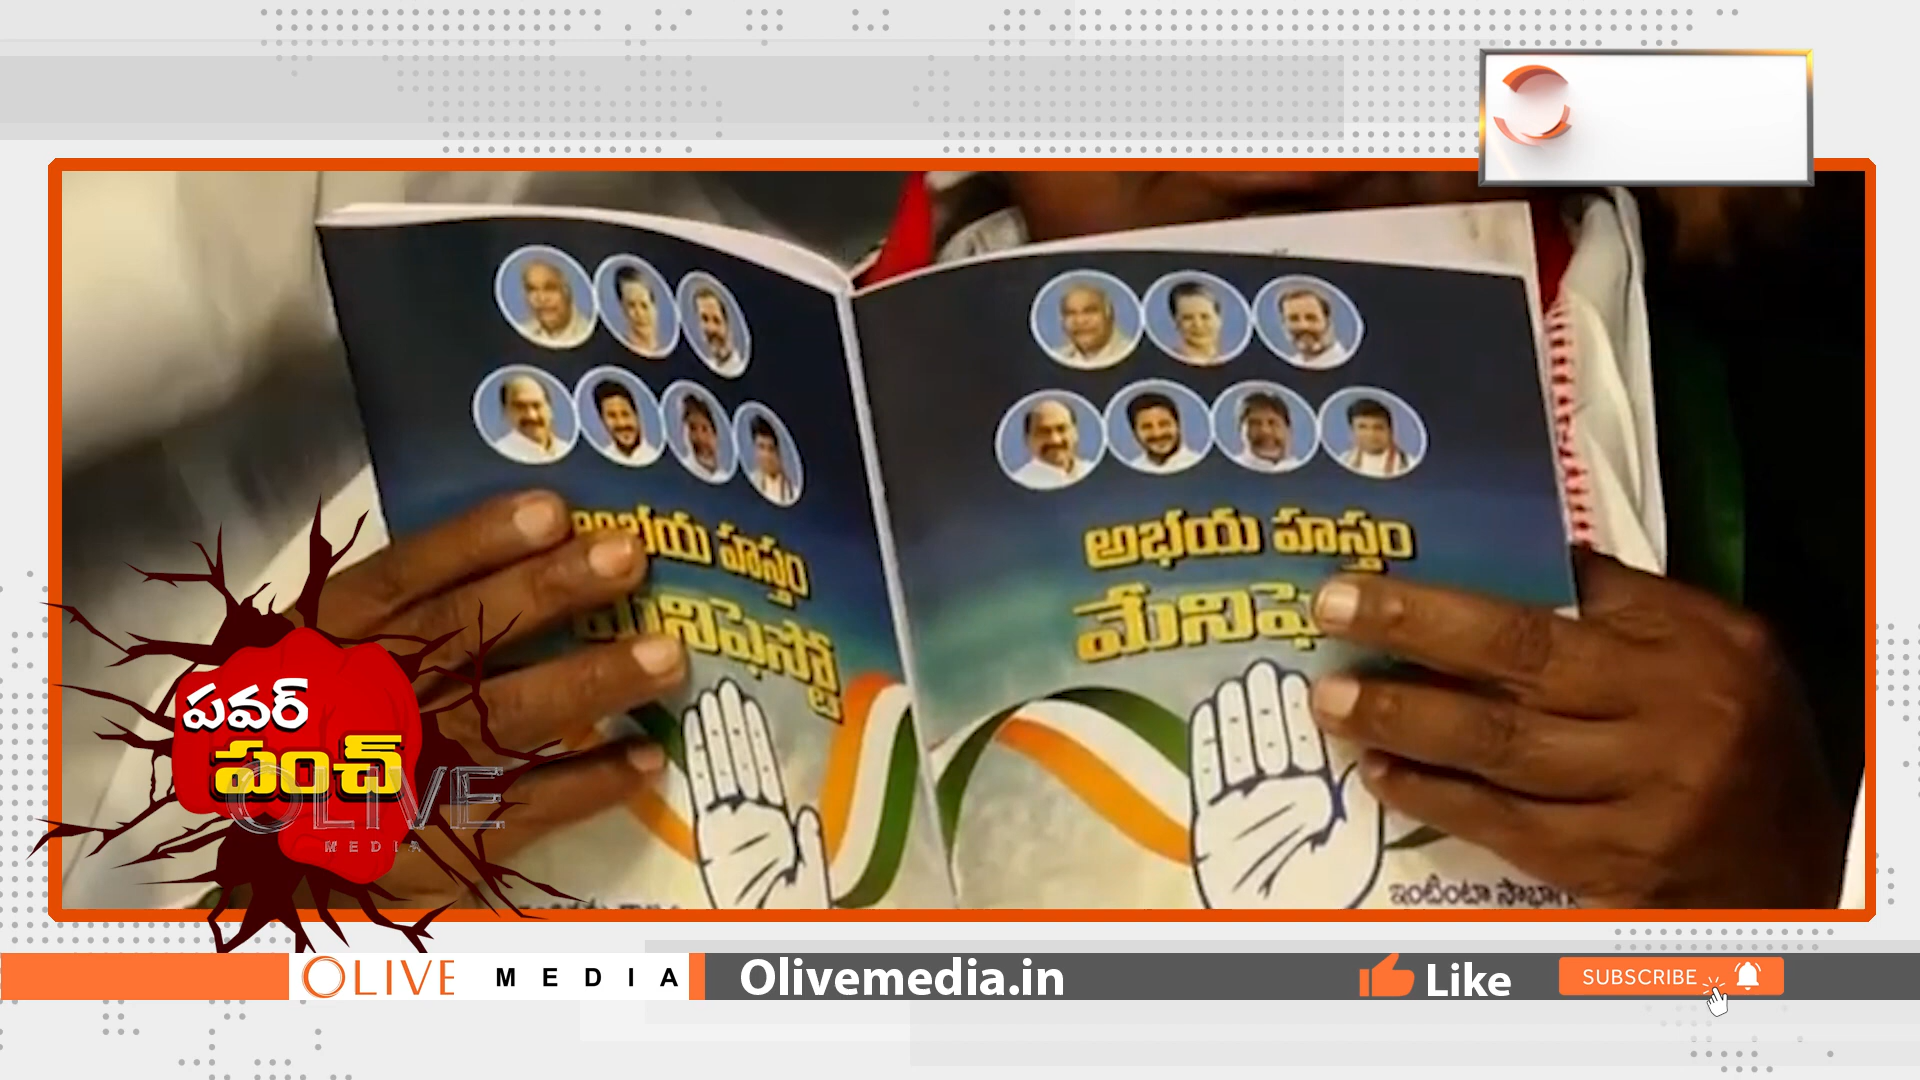 అభయ హస్తం
మేనిఫెస్టో
అభయ హస్తం
ఇంటింటా
పవర్
పంచ్
OLIVE
MEDIA
OLIVE MEDIA
Olivemedia.in
Like
SUBSCRIBE